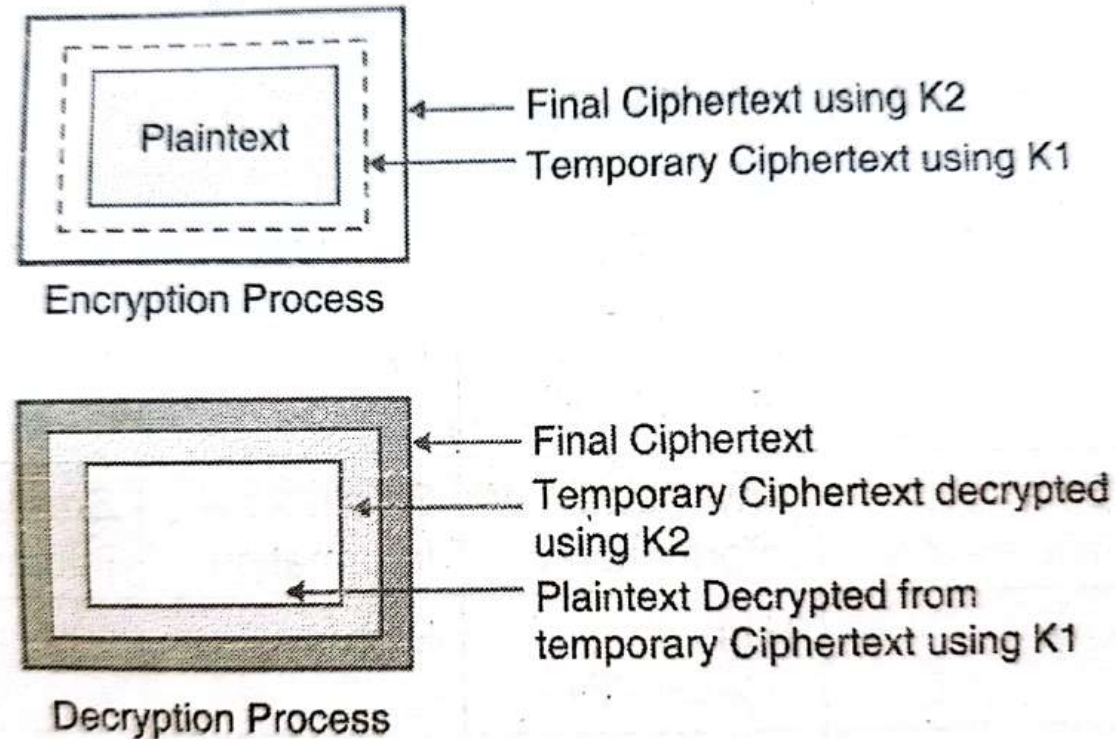 Plaintext
Final Ciphertext using K2
Temporary Ciphertext using K1
Encryption Process
Final Ciphertext
Temporary Ciphertext decrypted
using K2
Plaintext Decrypted from
temporary Ciphertext using K1
Decryption Process